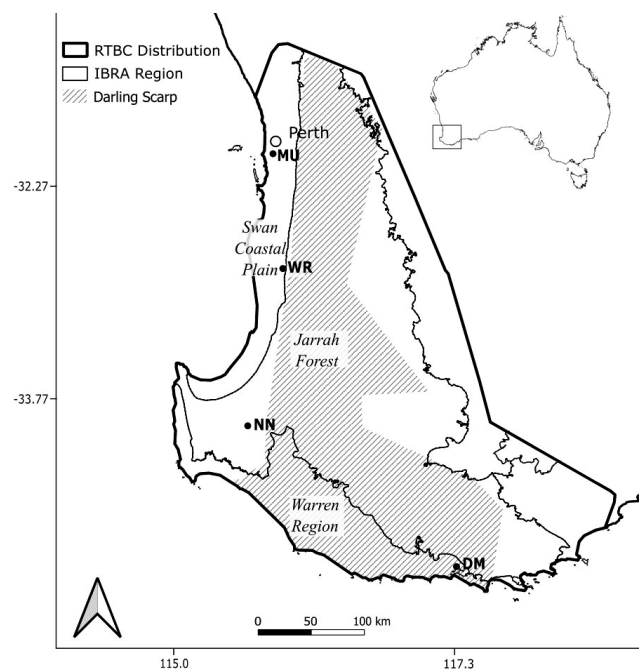 RTBC Distribution
IBRA Region
Darling Scarp
Perth
MU
-32.27
Swan
Coastal
Plain
WR
Jarrah
Forest
-33.77
NN
Warren
Region
DM
0 50 100 km
115.0 117.3